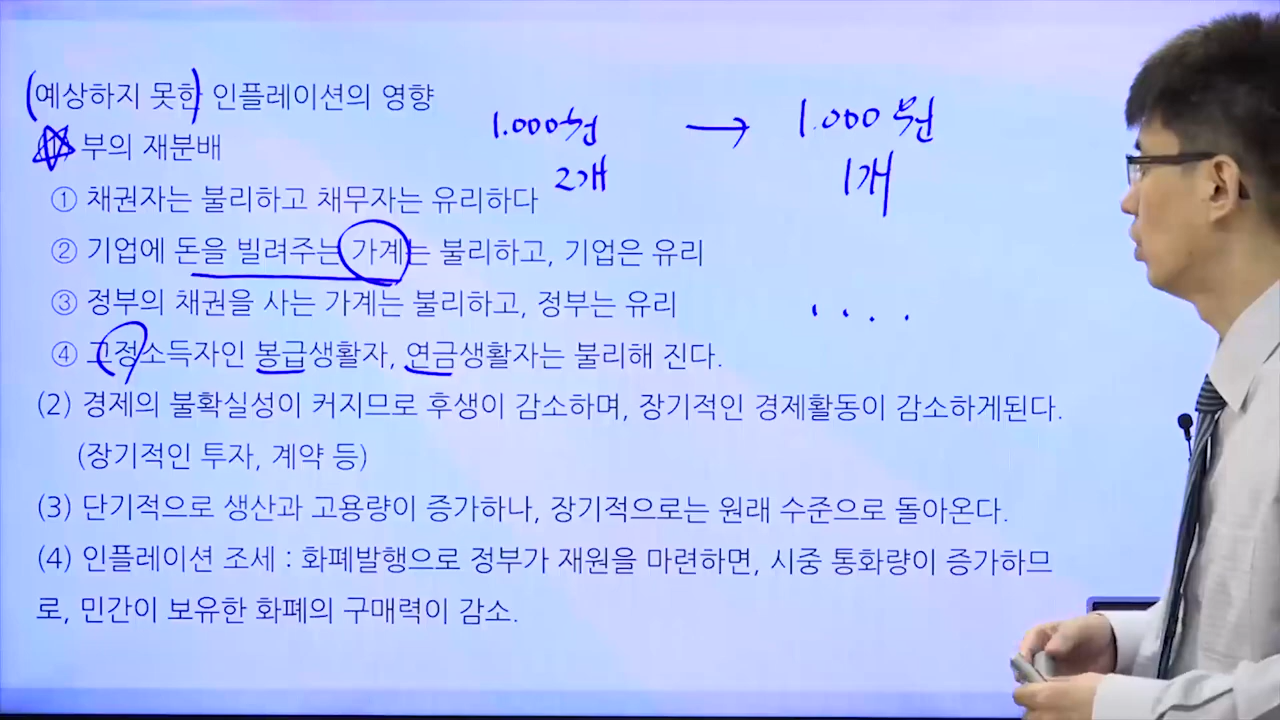 (예상하지 못한) 인플레이션의 영향
1.000원 → 1.000원
부의 재분배
2개 1개
① 채권자는 불리하고 채무자는 유리하다
② 기업에 돈을 빌려주는 가계는 불리하고, 기업은 유리
③ 정부의 채권을 사는 가계는 불리하고, 정부는 유리
④ 고정소득자인 봉급생활자, 연금생활자는 불리해 진다.
(2) 경제의 불확실성이 커지므로 후생이 감소하며, 장기적인 경제활동이 감소하게된다.
(장기적인 투자, 계약 등)
(3) 단기적으로 생산과 고용량이 증가하나, 장기적으로는 원래 수준으로 돌아온다.
(4) 인플레이션 조세 : 화폐발행으로 정부가 재원을 마련하면, 시중 통화량이 증가하므
로, 민간이 보유한 화폐의 구매력이 감소.